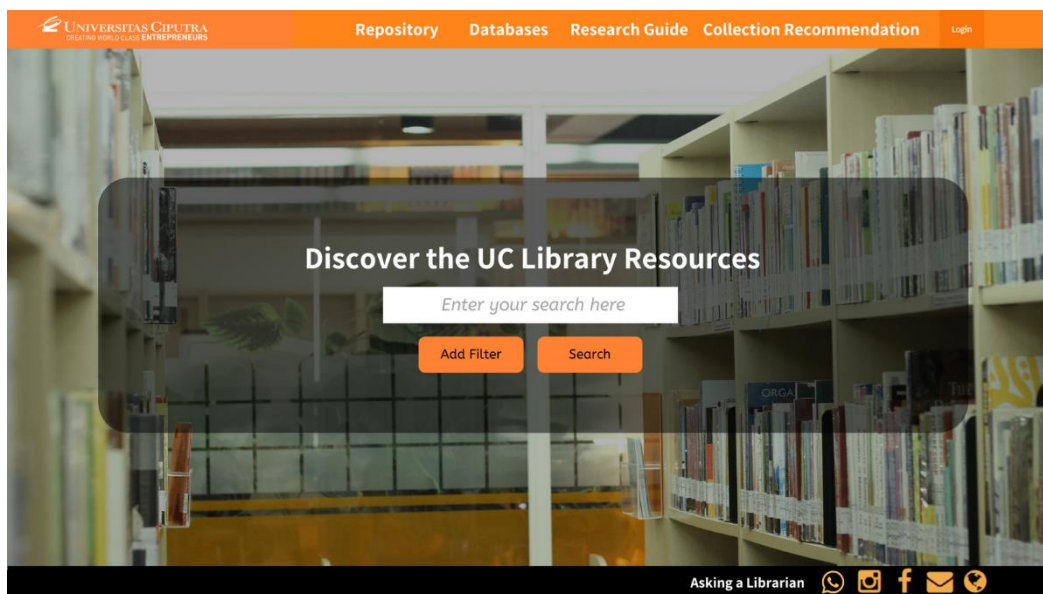 UNIVERSITAS CIPUTRA
CREATING WORLD CLASS ENTREPRENEURS
Repository Databases Research Guide Collection Recommendation Login
Discover the UC Library Resources
Enter your search here
Add Filter Search
ORGA
Asking a Librarian